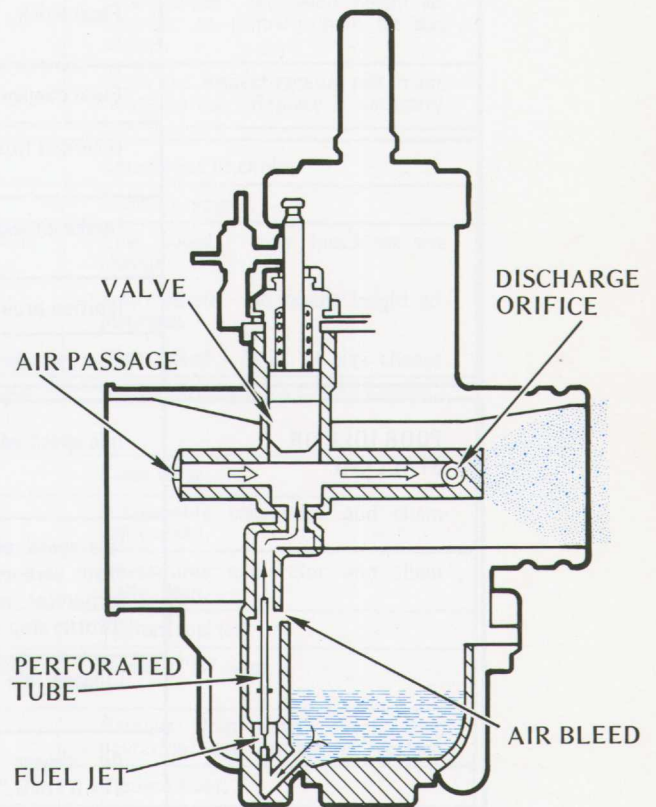 VALVE
DISCHARGE
ORIFICE
AIR PASSAGE
PERFORATED
TUBE
AIR BLEED
FUEL JET